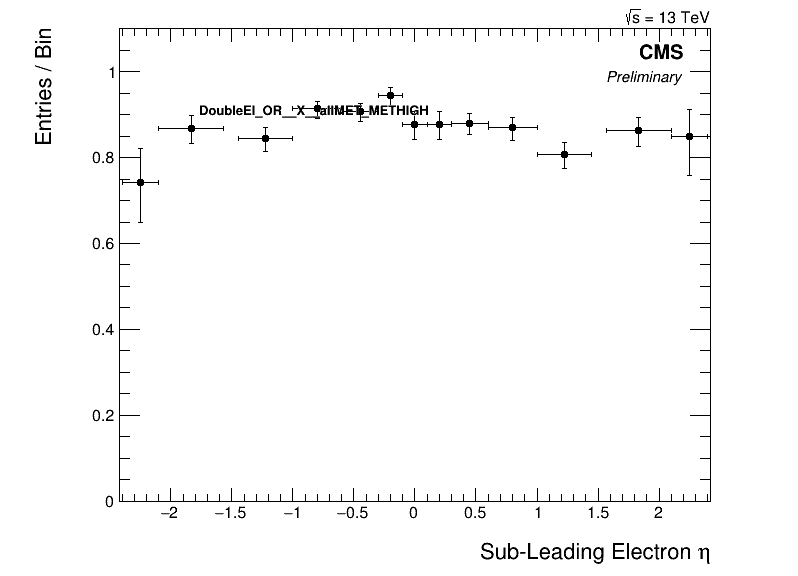 √s = 13 TeV
Entries / Bin
CMS
Preliminary
1
0.8
0.6
0.4
0.2
0
−2 −1.5 −1 −0.5 0 0.5 1 1.5 2
Sub-Leading Electron η